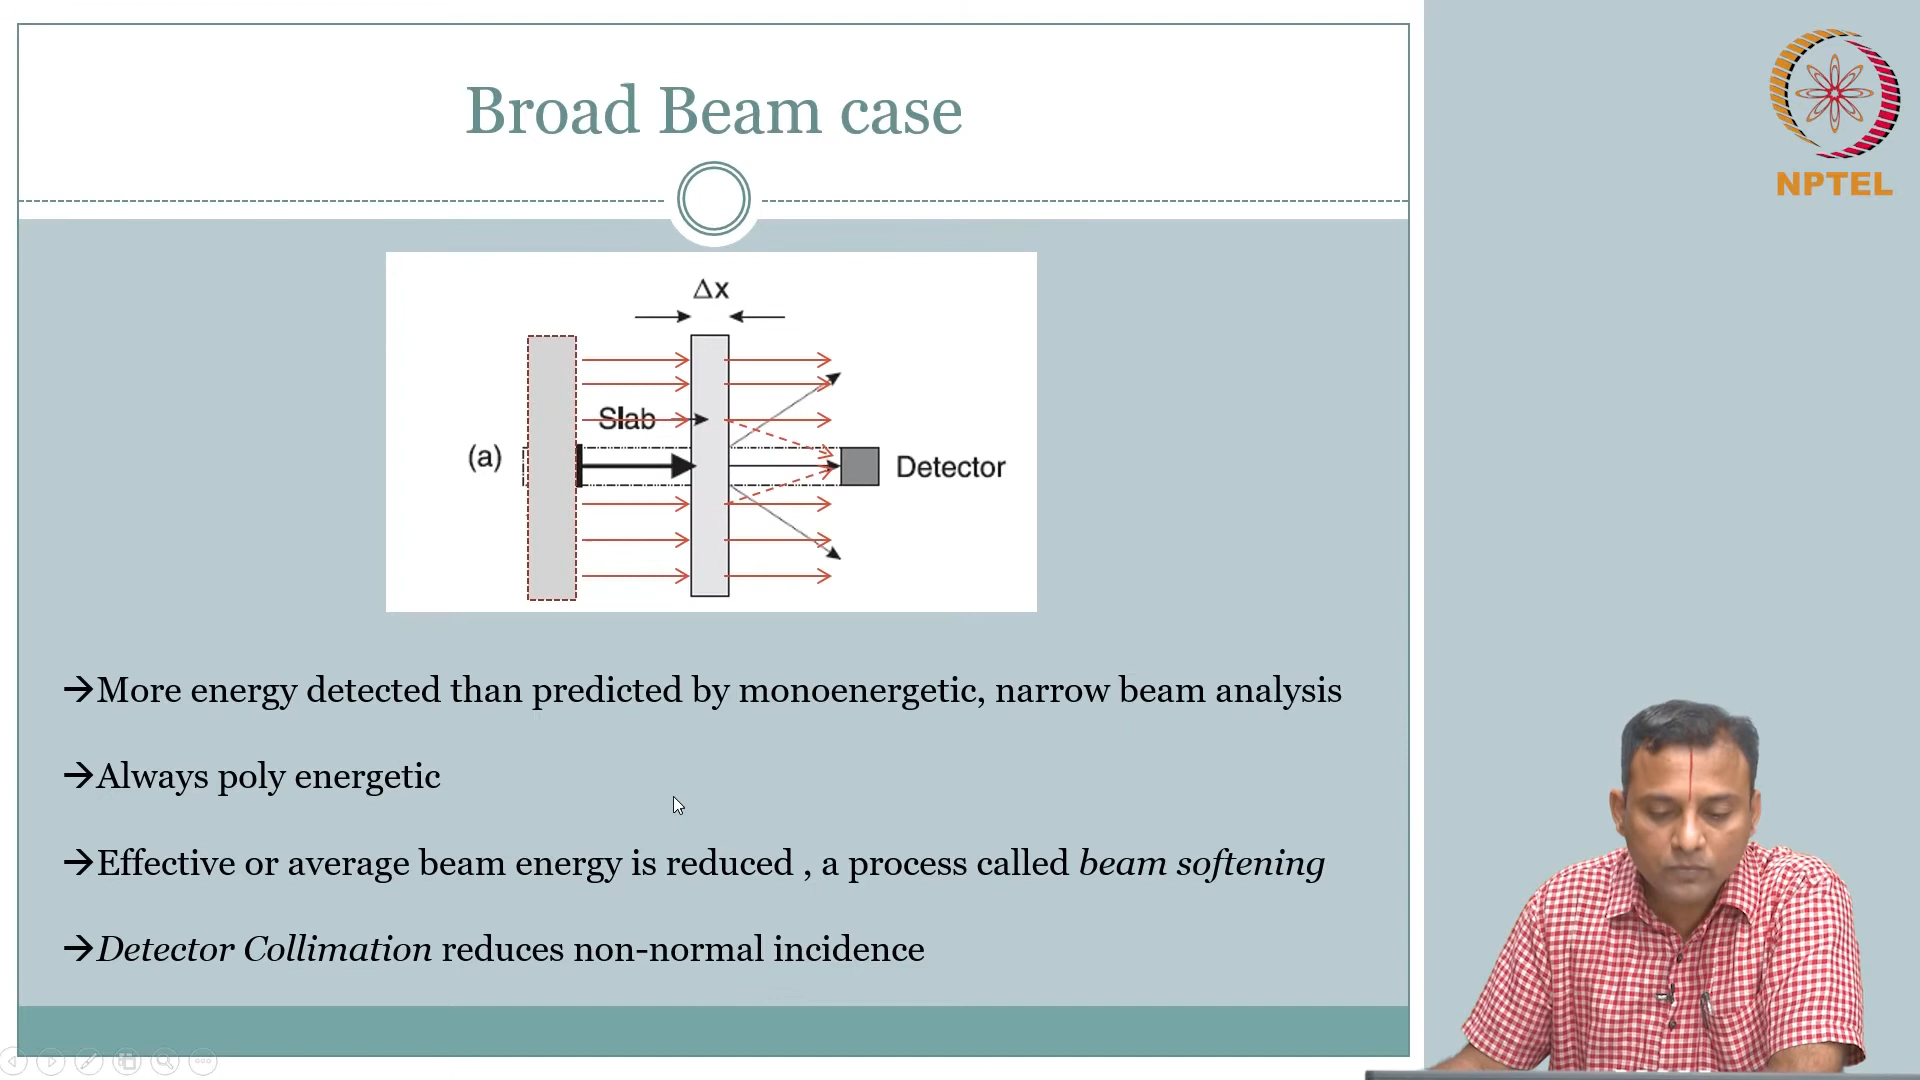 Broad Beam case
NPTEL
Δx
Slab
(a)
Detector
→More energy detected than predicted by monoenergetic, narrow beam analysis
→Always poly energetic
→Effective or average beam energy is reduced , a process called beam softening
→Detector Collimation reduces non-normal incidence